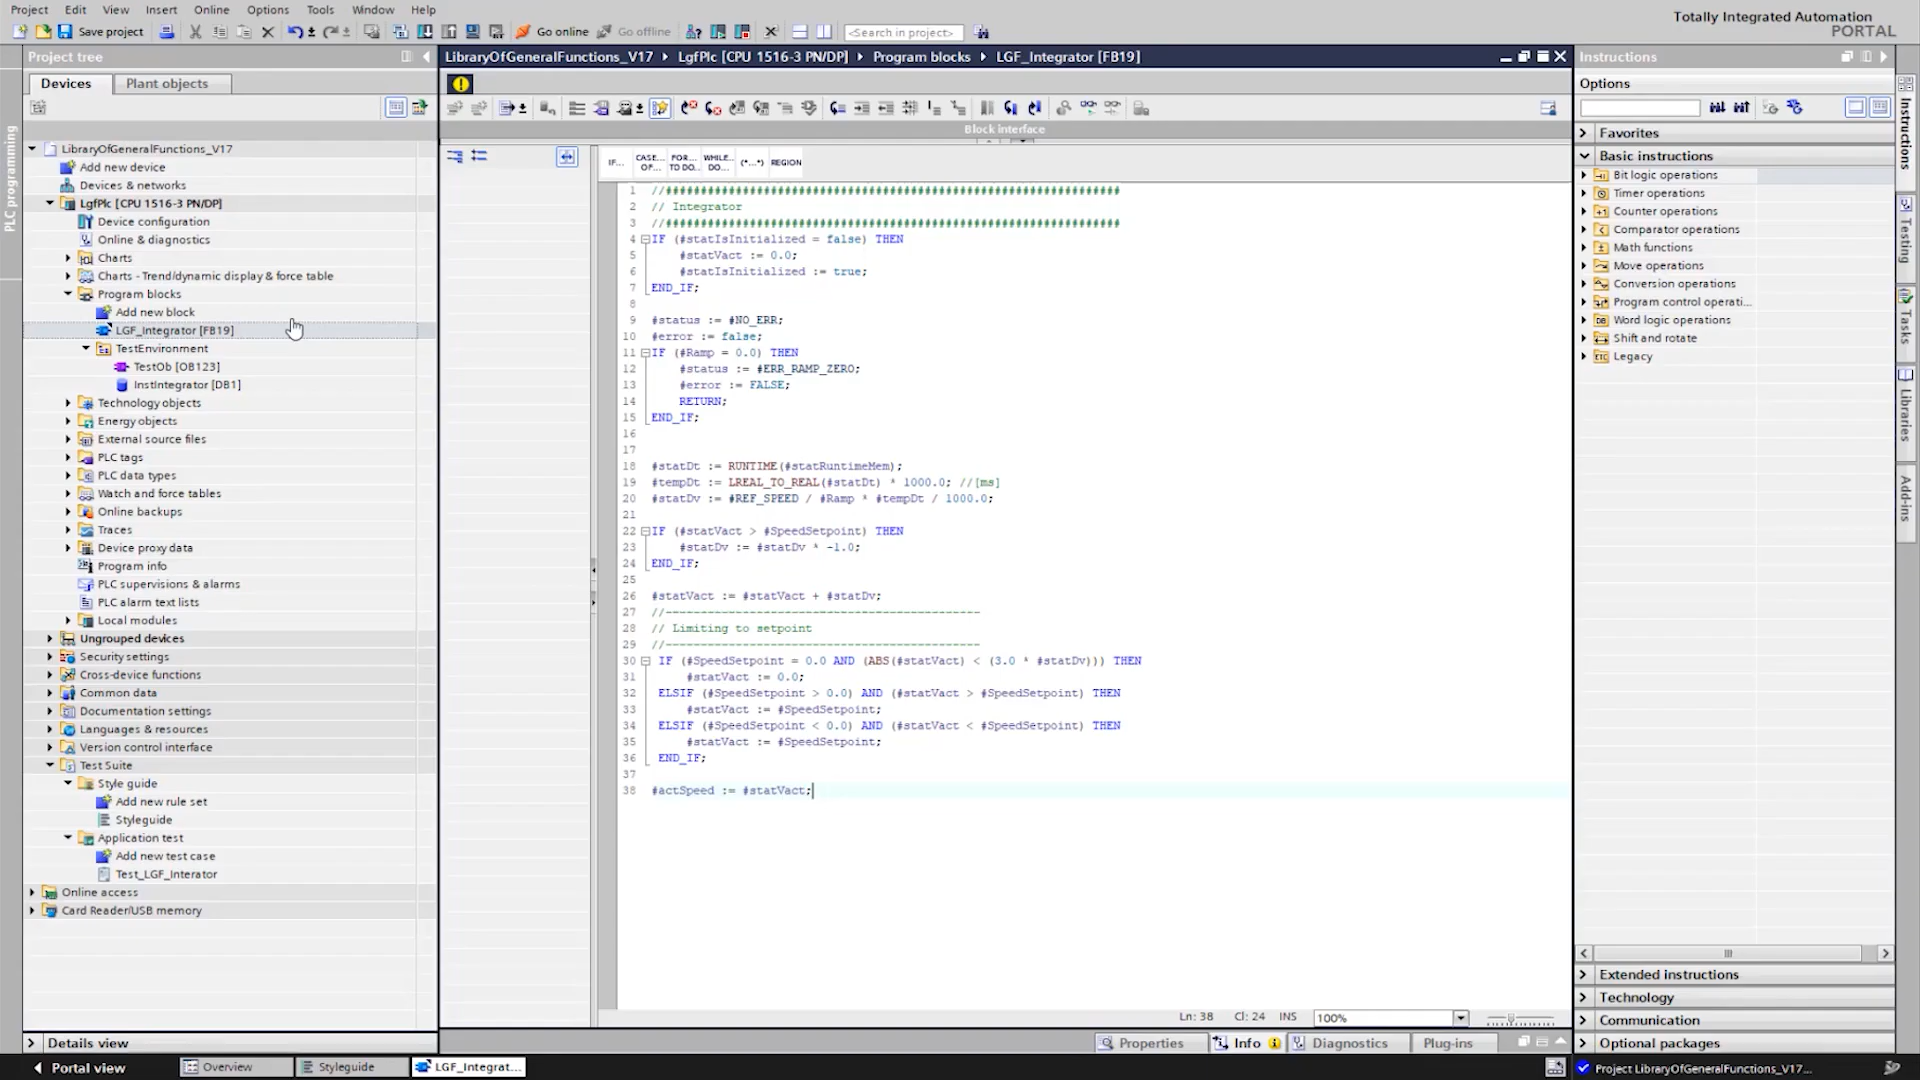 Project Edit View Insert Online Options Tools Window Help
Totally Integrated Automation
PORTAL
Save project
Go online
Go offline
<Search in project>
PLC programming
Project tree
Devices
Plant objects
LibraryOfGeneralFunctions_V17
Add new device
Devices & networks
LgfPlc [CPU 1516-3 PN/DP]
Device configuration
Online & diagnostics
Charts
Charts - Trend/dynamic display & force table
Program blocks
Add new block
LGF_Integrator [FB19]
TestEnvironment
TestOb [OB123]
InstIntegrator [DB1]
Technology objects
Energy objects
External source files
PLC tags
PLC data types
Watch and force tables
Online backups
Traces
Device proxy data
Program info
PLC supervisions & alarms
PLC alarm text lists
Local modules
Ungrouped devices
Security settings
Cross-device functions
Common data
Documentation settings
Languages & resources
Version control interface
Test Suite
Style guide
Add new rule set
Styleguide
Application test
Add new test case
Test_LGF_Interator
Online access
Card Reader/USB memory
Details view
LibraryOfGeneralFunctions_V17 LgfPlc [CPU 1516-3 PN/DP] Program blocks LGF_Integrator [FB19]
Block interface
IF... CASE... OF... FOR... TO DO... WHILE... DO... (*...*) REGION
1 //##################################################################
2 // Integrator
3 //##################################################################
4 IF (#statIsInitialized = false) THEN
5 #statVact := 0.0;
6 #statIsInitialized := true;
7 END_IF;
8
9 #status := #NO_ERR;
10 #error := false;
11 IF (#Ramp = 0.0) THEN
12 #status := #ERR_RAMP_ZERO;
13 #error := FALSE;
14 RETURN;
15 END_IF;
16
17
18 #statDt := RUNTIME(#statRuntimeMem);
19 #tempDt := LREAL_TO_REAL(#statDt) * 1000.0; //[ms]
20 #statDv := #REF_SPEED / #Ramp * #tempDt / 1000.0;
21
22 IF (#statVact > #SpeedSetpoint) THEN
23 #statDv := #statDv * -1.0;
24 END_IF;
25
26 #statVact := #statVact + #statDv;
27 //---------------------------------------------
28 // Limiting to setpoint
29 //---------------------------------------------
30 IF (#SpeedSetpoint = 0.0 AND (ABS(#statVact) < (3.0 * #statDv))) THEN
31 #statVact := 0.0;
32 ELSIF (#SpeedSetpoint > 0.0) AND (#statVact > #SpeedSetpoint) THEN
33 #statVact := #SpeedSetpoint;
34 ELSIF (#SpeedSetpoint < 0.0) AND (#statVact < #SpeedSetpoint) THEN
35 #statVact := #SpeedSetpoint;
36 END_IF;
37
38 #actSpeed := #statVact;
Ln: 38 Cl: 24 INS 100%
Properties Info Diagnostics Plug-ins
Instructions
Options
Favorites
Basic instructions
Bit logic operations
Timer operations
Counter operations
Comparator operations
Math functions
Move operations
Conversion operations
Program control operati...
Word logic operations
Shift and rotate
Legacy
Extended instructions
Technology
Communication
Optional packages
Instructions
Testing
Tasks
Libraries
Add-ins
Portal view
Overview
Styleguide
LGF_Integrat...
Project LibraryOfGeneralFunctions_V17...